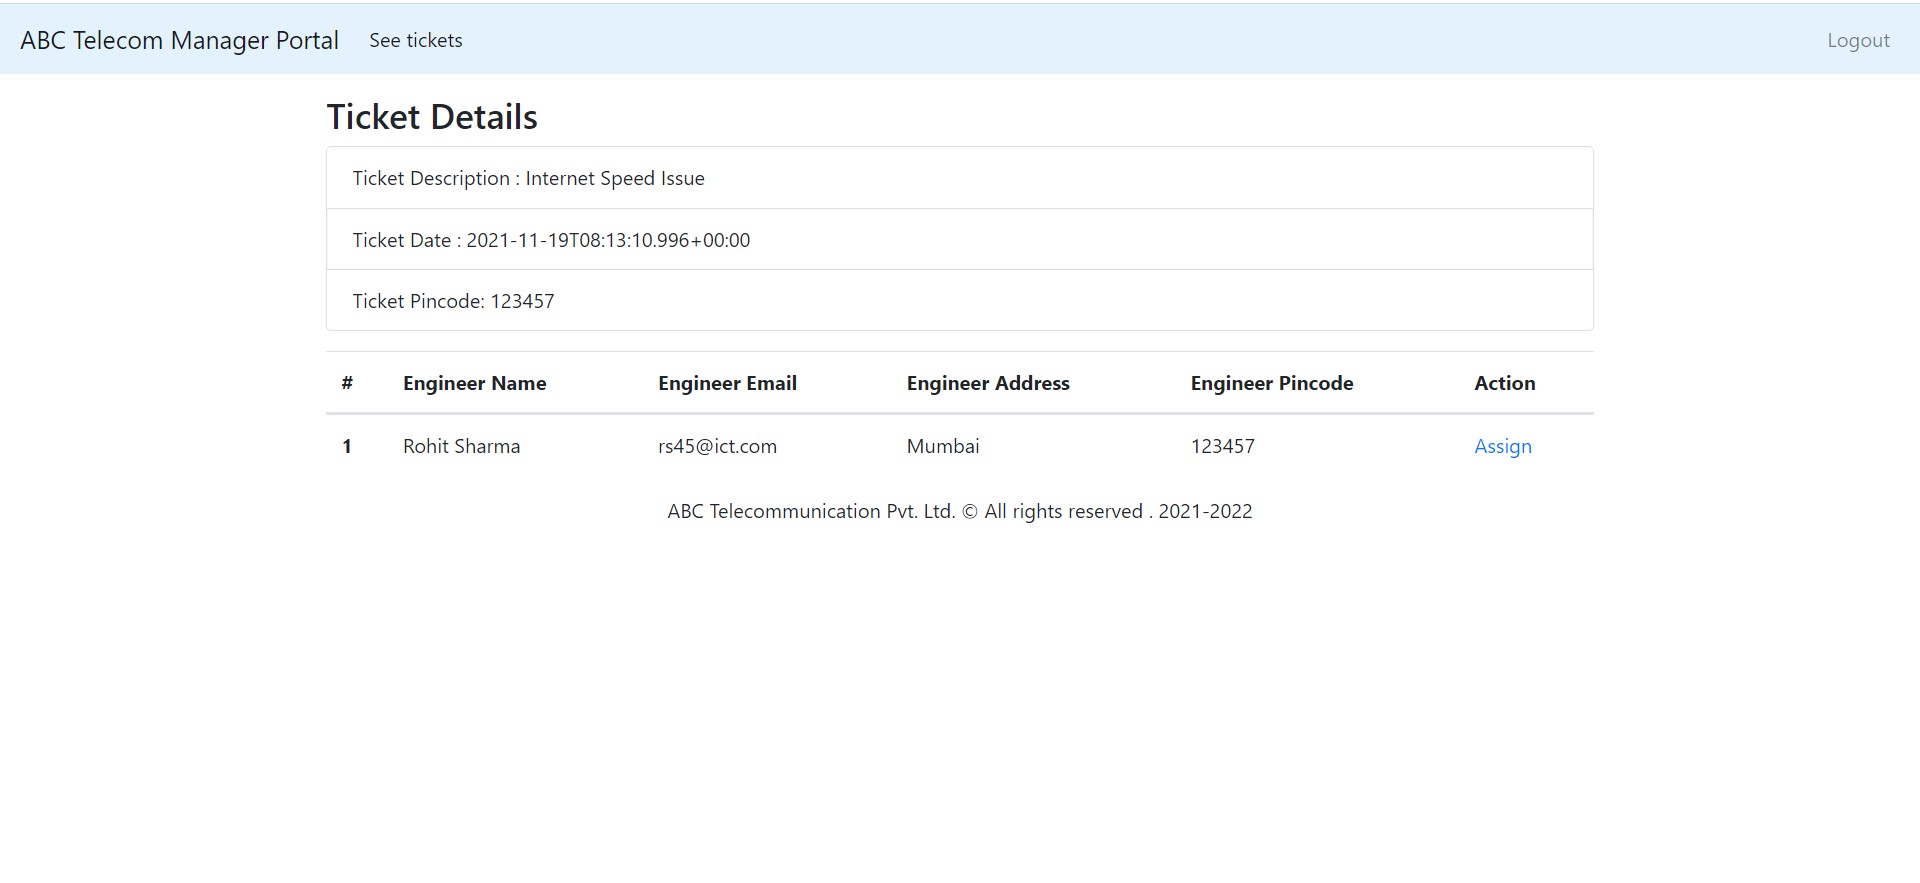 ABC Telecom Manager Portal See tickets Logout
Ticket Details
Ticket Description : Internet Speed Issue
Ticket Date : 2021-11-19T08:13:10.996+00:00
Ticket Pincode: 123457
# Engineer Name Engineer Email Engineer Address Engineer Pincode Action
1 Rohit Sharma rs45@ict.com Mumbai 123457 Assign
ABC Telecommunication Pvt. Ltd. © All rights reserved . 2021-2022